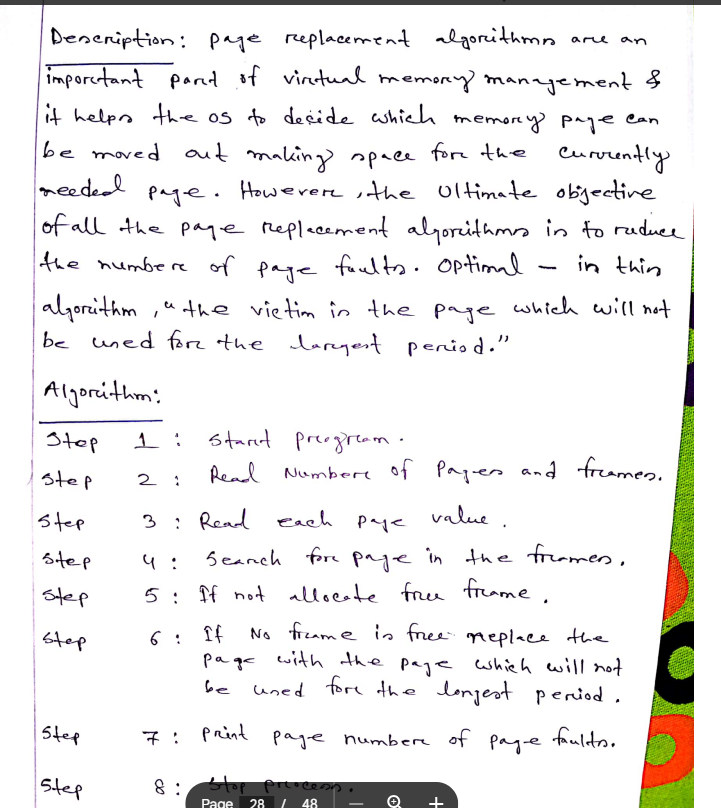 Description: page replacement algorithms are an
important part of virtual memory management &
it helps the os to decide which memory page can
be moved out making space for the currently
needed page. However, the Ultimate objective
of all the page replacement algorithms is to reduce
the number of page faults. Optimal - in this
algorithm, "the victim is the page which will not
be used for the largest period."
Algorithm:
Step 1 : Start program.
Step 2 : Read Number of Pages and frames.
Step 3 : Read each page value.
Step 4 : Search for page in the frames.
Step 5 : If not allocate free frame.
Step 6 : If No frame is free replace the
page with the page which will not
be used for the longest period.
Step 7 : Print page number of page faults.
Step 8 : Stop process.
Page 28 / 48 — +